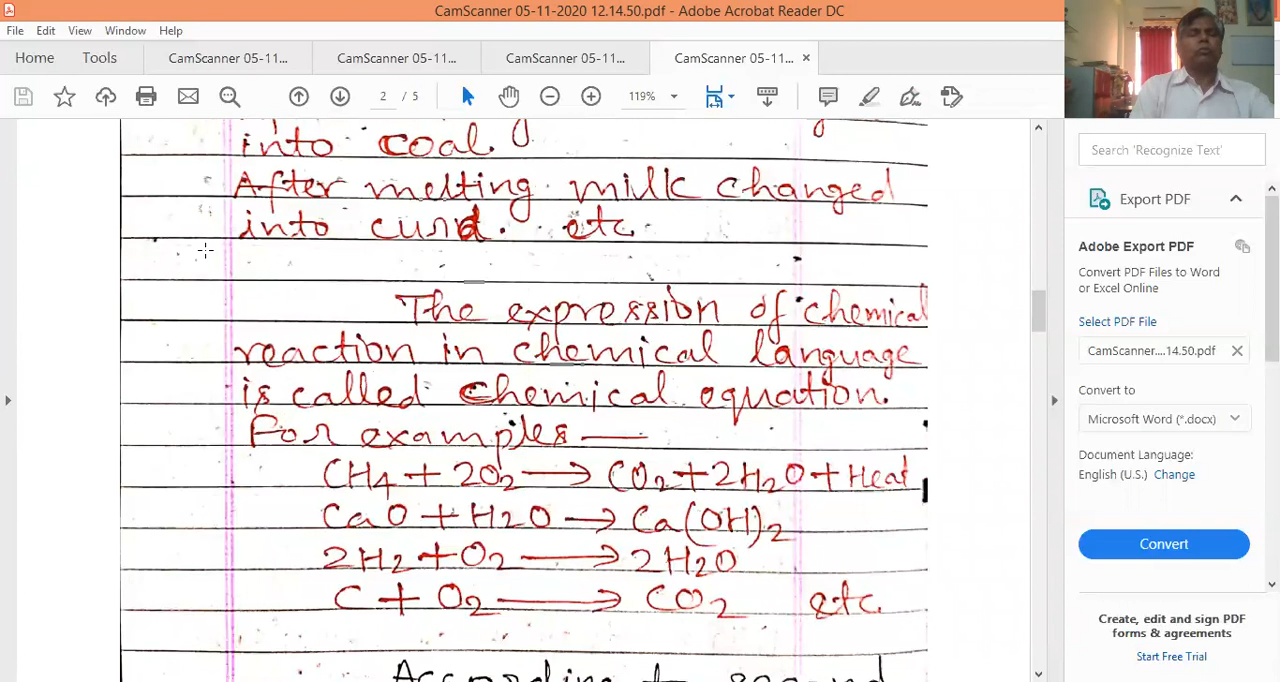 CamScanner 05-11-2020 12.14.50.pdf - Adobe Acrobat Reader DC
File Edit View Window Help
Home Tools CamScanner 05-11... CamScanner 05-11... CamScanner 05-11... CamScanner 05-11... ×
2 / 5 119% Search 'Recognize Text'
into coal.
After melting milk changed
into curd. etc.
The expression of chemical
reaction in chemical language
is called chemical equation.
For examples —
CH4 + 2O2 → CO2 + 2H2O + Heat
CaO + H2O → Ca(OH)2
2H2 + O2 → 2H2O
C + O2 → CO2 etc.
According to second
Export PDF
Adobe Export PDF
Convert PDF Files to Word
or Excel Online
Select PDF File
CamScanner....14.50.pdf
Convert to
Microsoft Word (*.docx)
Document Language:
English (U.S.) Change
Convert
Create, edit and sign PDF
forms & agreements
Start Free Trial